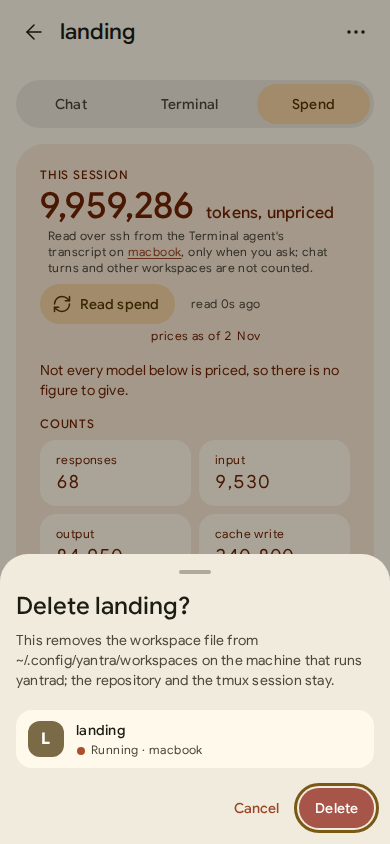 landing
Chat
Terminal
Spend
THIS SESSION
9,959,286 tokens, unpriced
Read over ssh from the Terminal agent's
transcript on macbook, only when you ask; chat
turns and other workspaces are not counted.
Read spend
read 0s ago
prices as of 2 Nov
Not every model below is priced, so there is no
figure to give.
COUNTS
responses
68
input
9,530
output
cache write
Delete landing?
This removes the workspace file from
~/.config/yantra/workspaces on the machine that runs
yantrad; the repository and the tmux session stay.
L
landing
Running · macbook
Cancel
Delete